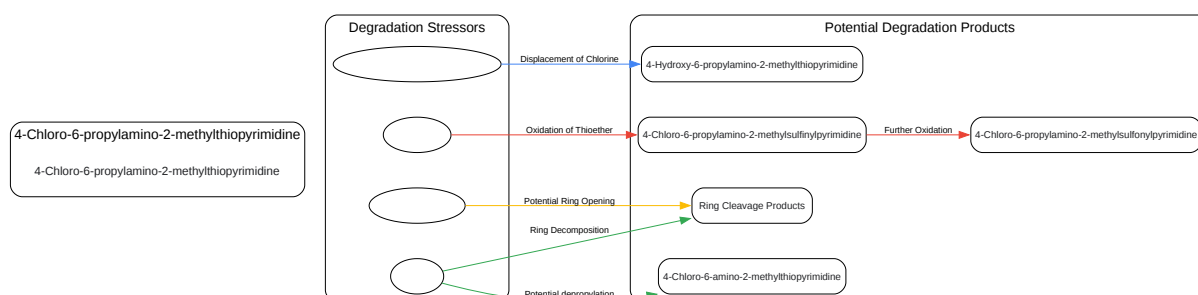 Degradation Stressors
Potential Degradation Products
Displacement of Chlorine
4-Hydroxy-6-propylamino-2-methylthiopyrimidine
4-Chloro-6-propylamino-2-methylthiopyrimidine
4-Chloro-6-propylamino-2-methylthiopyrimidine
Oxidation of Thioether
4-Chloro-6-propylamino-2-methylsulfinylpyrimidine
Further Oxidation
4-Chloro-6-propylamino-2-methylsulfonylpyrimidine
Potential Ring Opening
Ring Cleavage Products
Ring Decomposition
4-Chloro-6-amino-2-methylthiopyrimidine
Potential depropylation